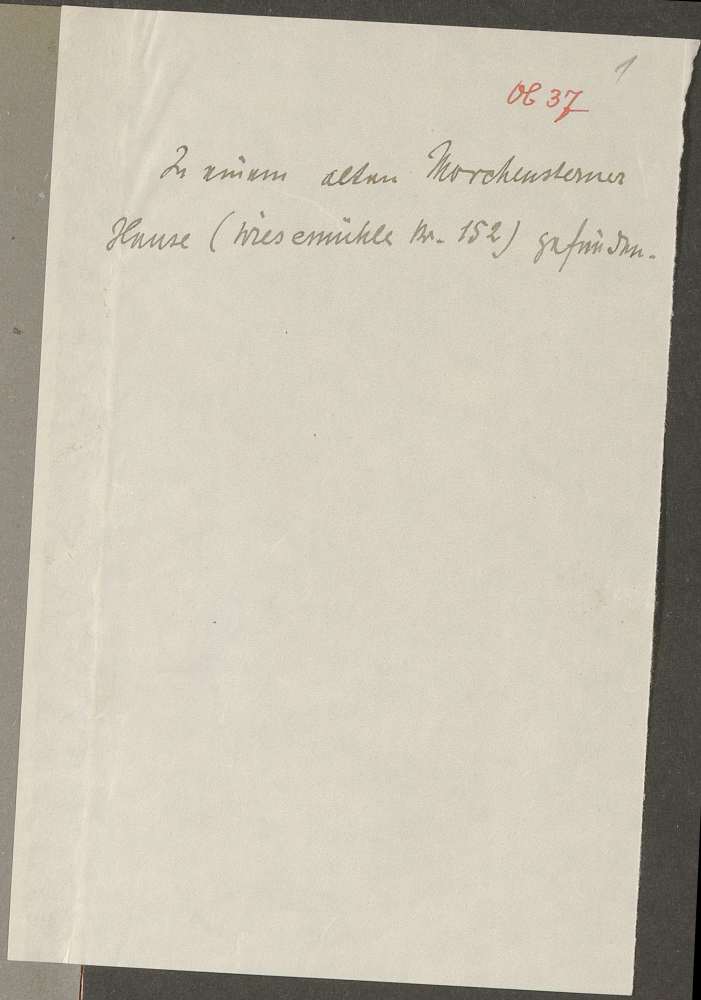 1
Ob 37
In einem alten Morchensterner
Hause (Wiesemühle Nr. 152) gefunden.